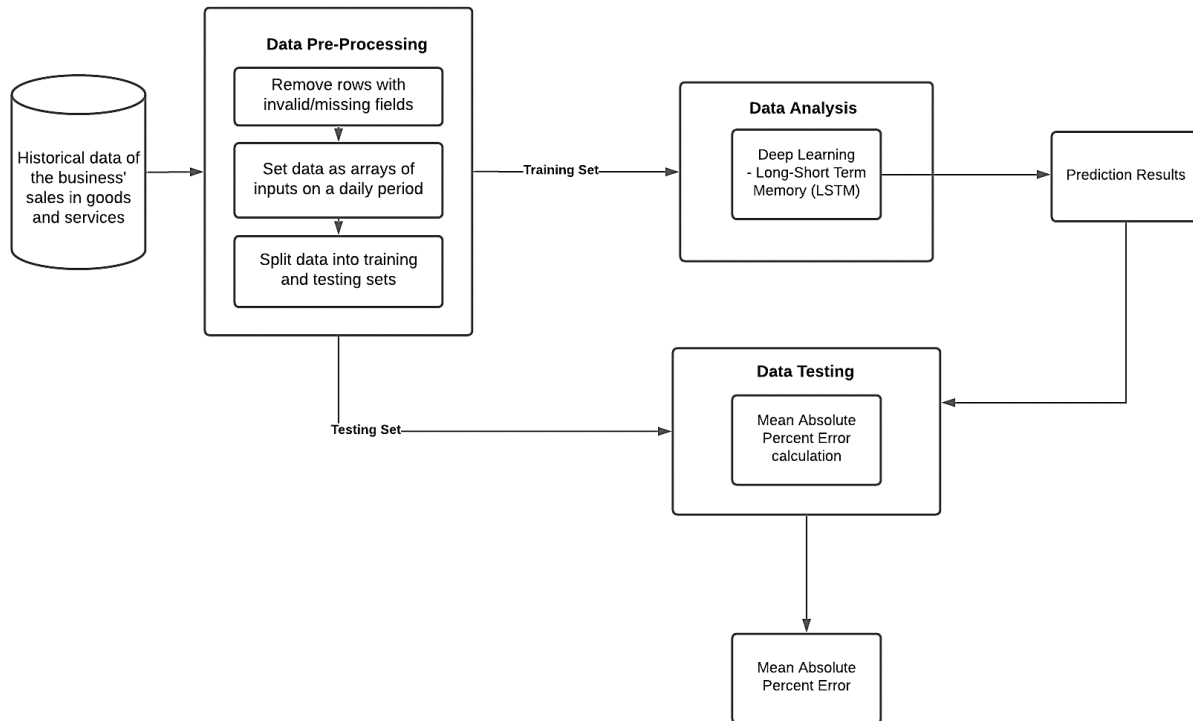 Historical data of
the business'
sales in goods
and services
Data Pre-Processing
Remove rows with
invalid/missing fields
Set data as arrays of
inputs on a daily period
Split data into training
and testing sets
Training Set
Data Analysis
Deep Learning
- Long-Short Term
Memory (LSTM)
Prediction Results
Testing Set
Data Testing
Mean Absolute
Percent Error
calculation
Mean Absolute
Percent Error